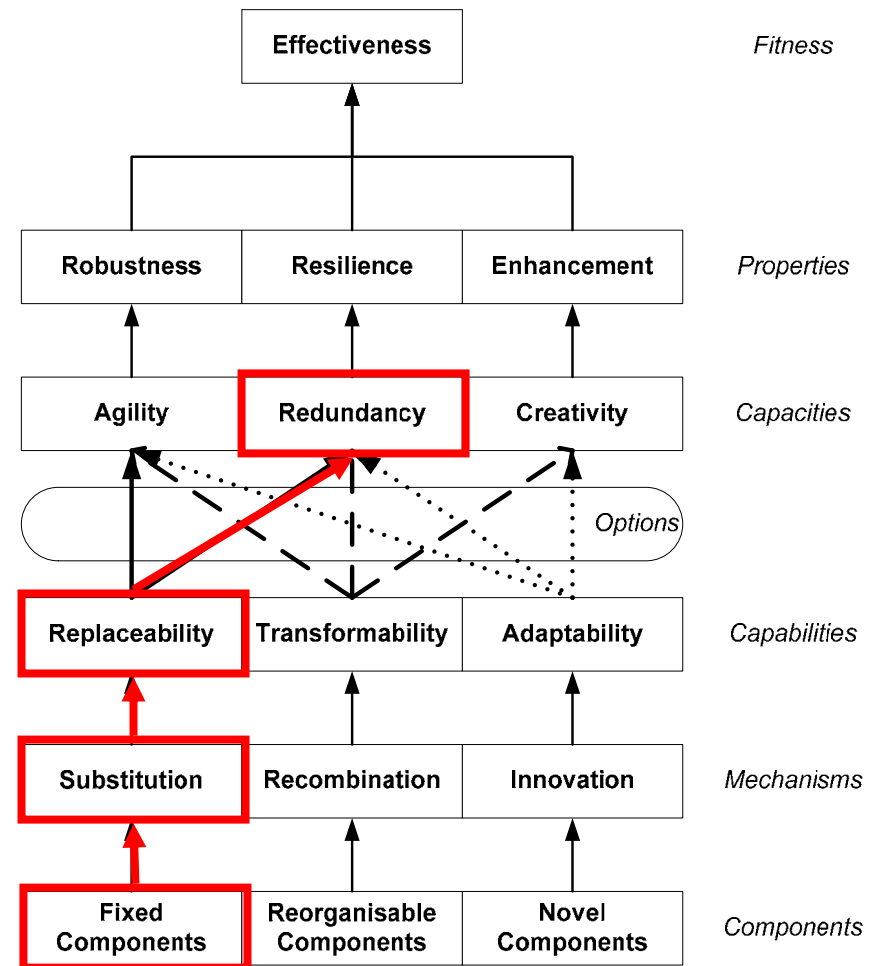 Effectiveness
Fitness
Robustness
Resilience
Enhancement
Properties
Agility
Redundancy
Creativity
Capacities
Options
Replaceability
Transformability
Adaptability
Capabilities
Substitution
Recombination
Innovation
Mechanisms
Fixed
Components
Reorganisable
Components
Novel
Components
Components